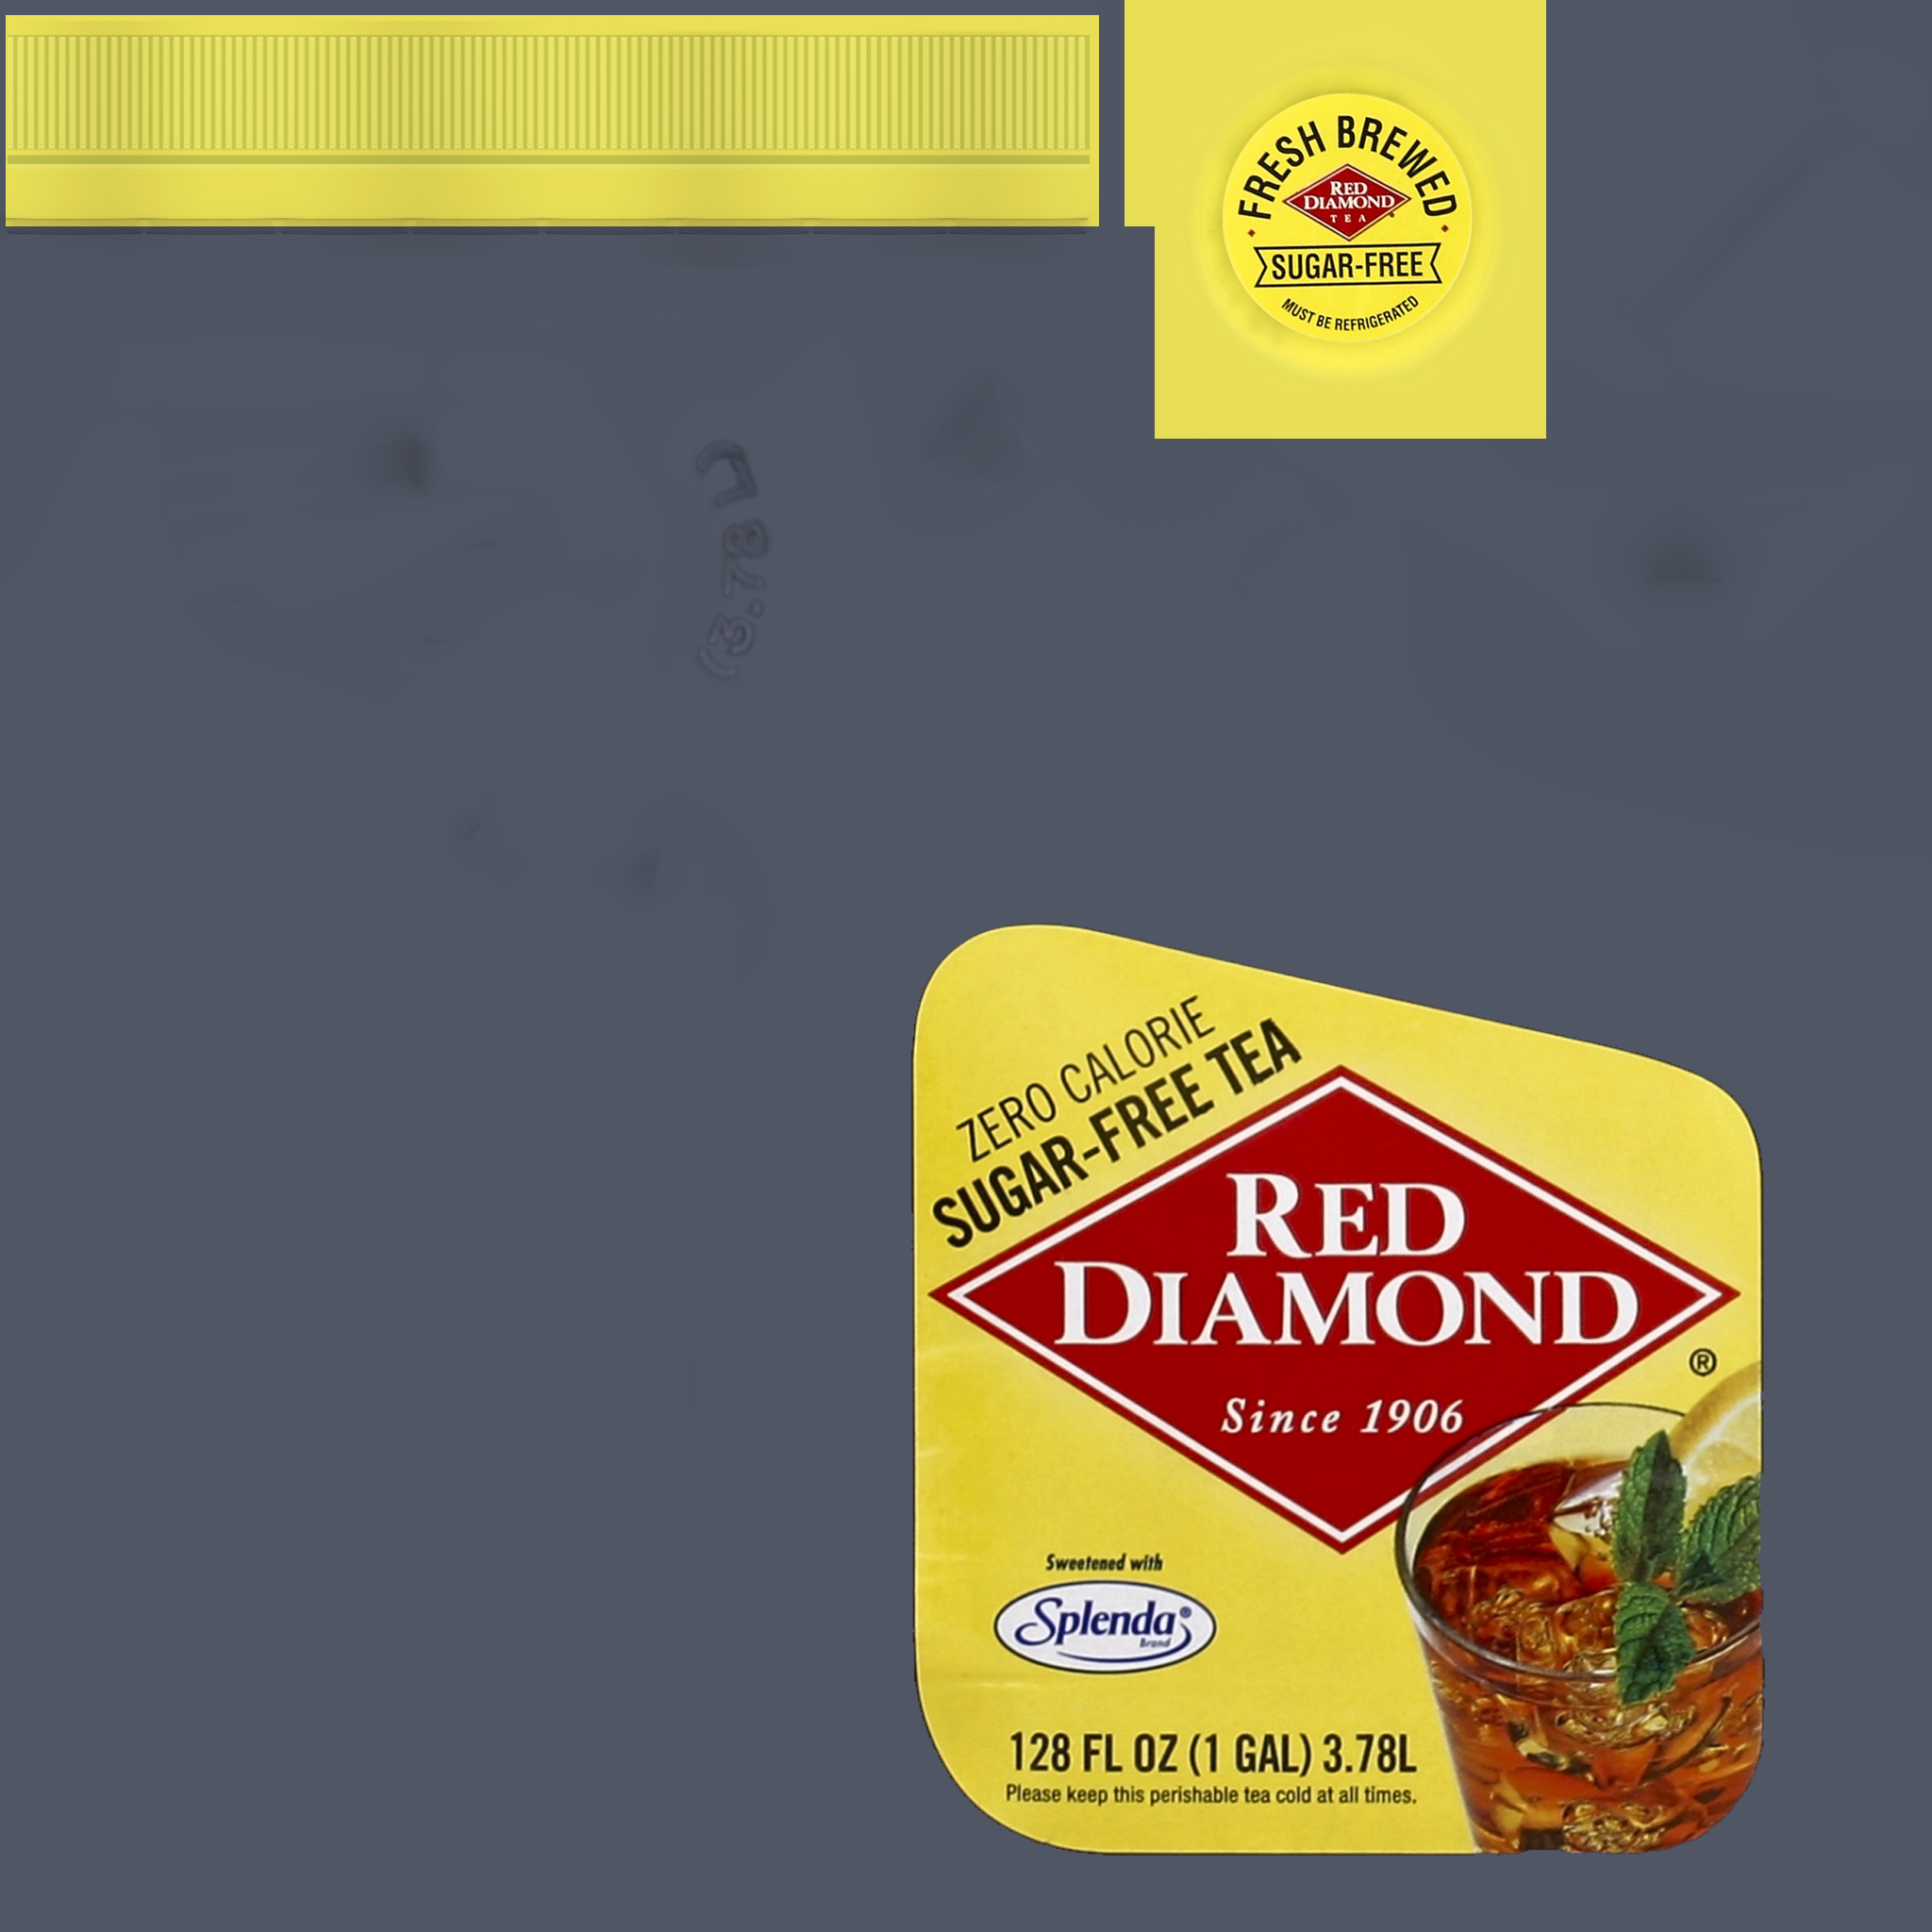 FRESH BREWED
RED
DIAMOND
TEA
SUGAR-FREE
MUST BE REFRIGERATED
(3.78
ZERO CALORIE
SUGAR-FREE TEA
RED
DIAMOND
®
Since 1906
Sweetened with
Splenda®
Brand
128 FL OZ (1 GAL) 3.78L
Please keep this perishable tea cold at all times.